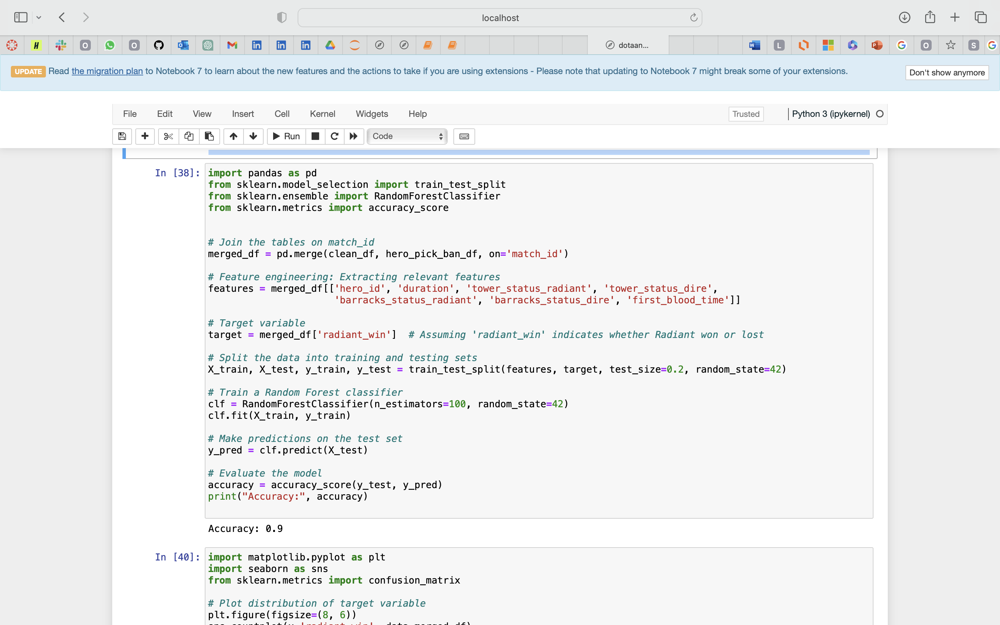 localhost
H
O
O
in
in
in
dotaan...
W
L
P
G
O
S
G
UPDATE Read the migration plan to Notebook 7 to learn about the new features and the actions to take if you are using extensions - Please note that updating to Notebook 7 might break some of your extensions.
Don't show anymore
File Edit View Insert Cell Kernel Widgets Help
Trusted
Python 3 (ipykernel)
Run
Code
In [38]:
import pandas as pd
from sklearn.model_selection import train_test_split
from sklearn.ensemble import RandomForestClassifier
from sklearn.metrics import accuracy_score
# Join the tables on match_id
merged_df = pd.merge(clean_df, hero_pick_ban_df, on='match_id')
# Feature engineering: Extracting relevant features
features = merged_df[['hero_id', 'duration', 'tower_status_radiant', 'tower_status_dire',
'barracks_status_radiant', 'barracks_status_dire', 'first_blood_time']]
# Target variable
target = merged_df['radiant_win']  # Assuming 'radiant_win' indicates whether Radiant won or lost
# Split the data into training and testing sets
X_train, X_test, y_train, y_test = train_test_split(features, target, test_size=0.2, random_state=42)
# Train a Random Forest classifier
clf = RandomForestClassifier(n_estimators=100, random_state=42)
clf.fit(X_train, y_train)
# Make predictions on the test set
y_pred = clf.predict(X_test)
# Evaluate the model
accuracy = accuracy_score(y_test, y_pred)
print("Accuracy:", accuracy)
Accuracy: 0.9
In [40]:
import matplotlib.pyplot as plt
import seaborn as sns
from sklearn.metrics import confusion_matrix
# Plot distribution of target variable
plt.figure(figsize=(8, 6))